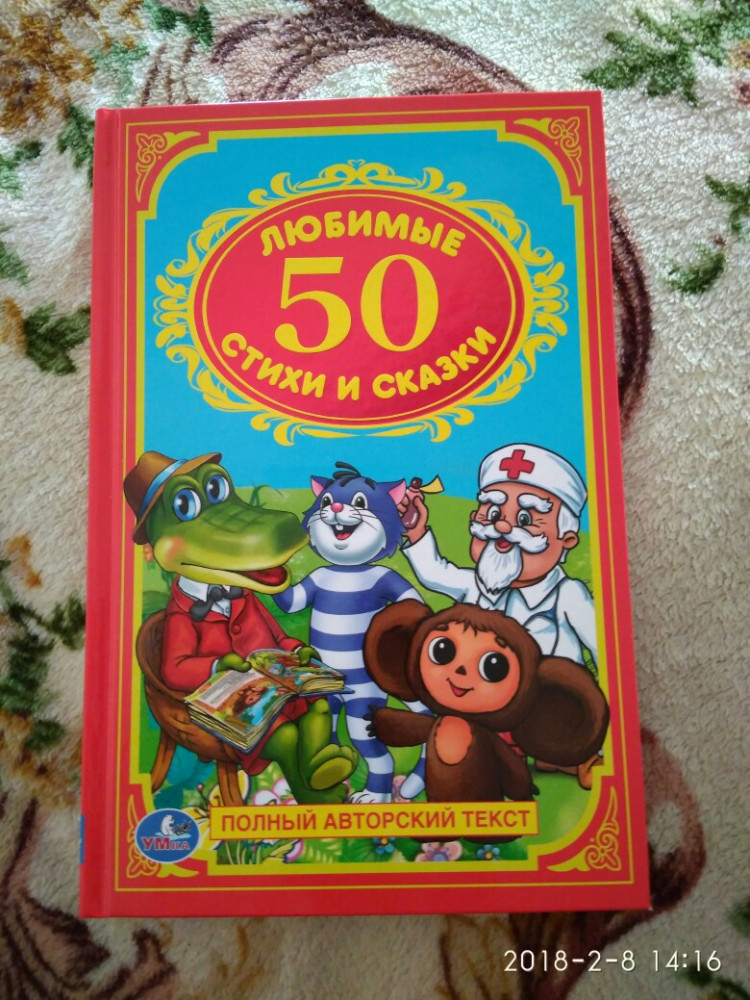 ЛЮБИМЫЕ
50
СТИХИ И СКАЗКИ
ПОЛНЫЙ АВТОРСКИЙ ТЕКСТ
УМка
2018-2-8 14:16